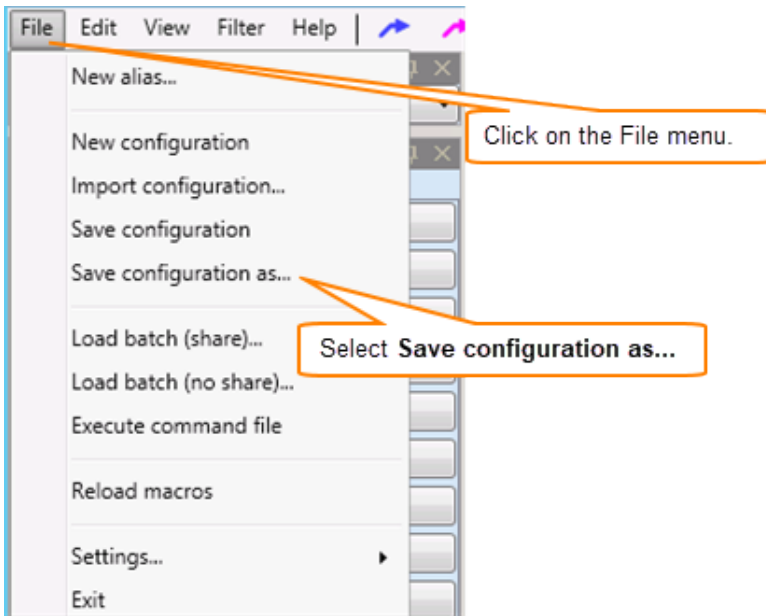 File Edit View Filter Help
New alias...
Click on the File menu.
New configuration
Import configuration...
Save configuration
Save configuration as...
Select Save configuration as...
Load batch (share)...
Load batch (no share)...
Execute command file
Reload macros
Settings...
Exit